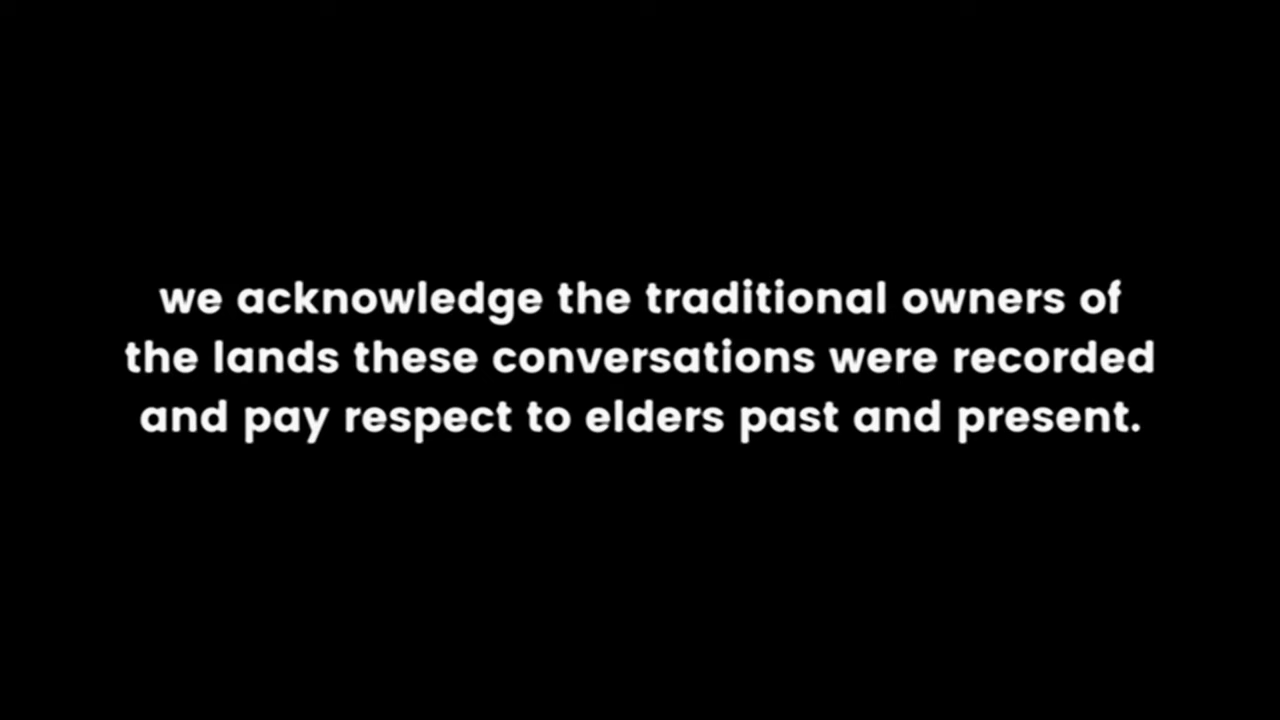 we acknowledge the traditional owners of
the lands these conversations were recorded
and pay respect to elders past and present.